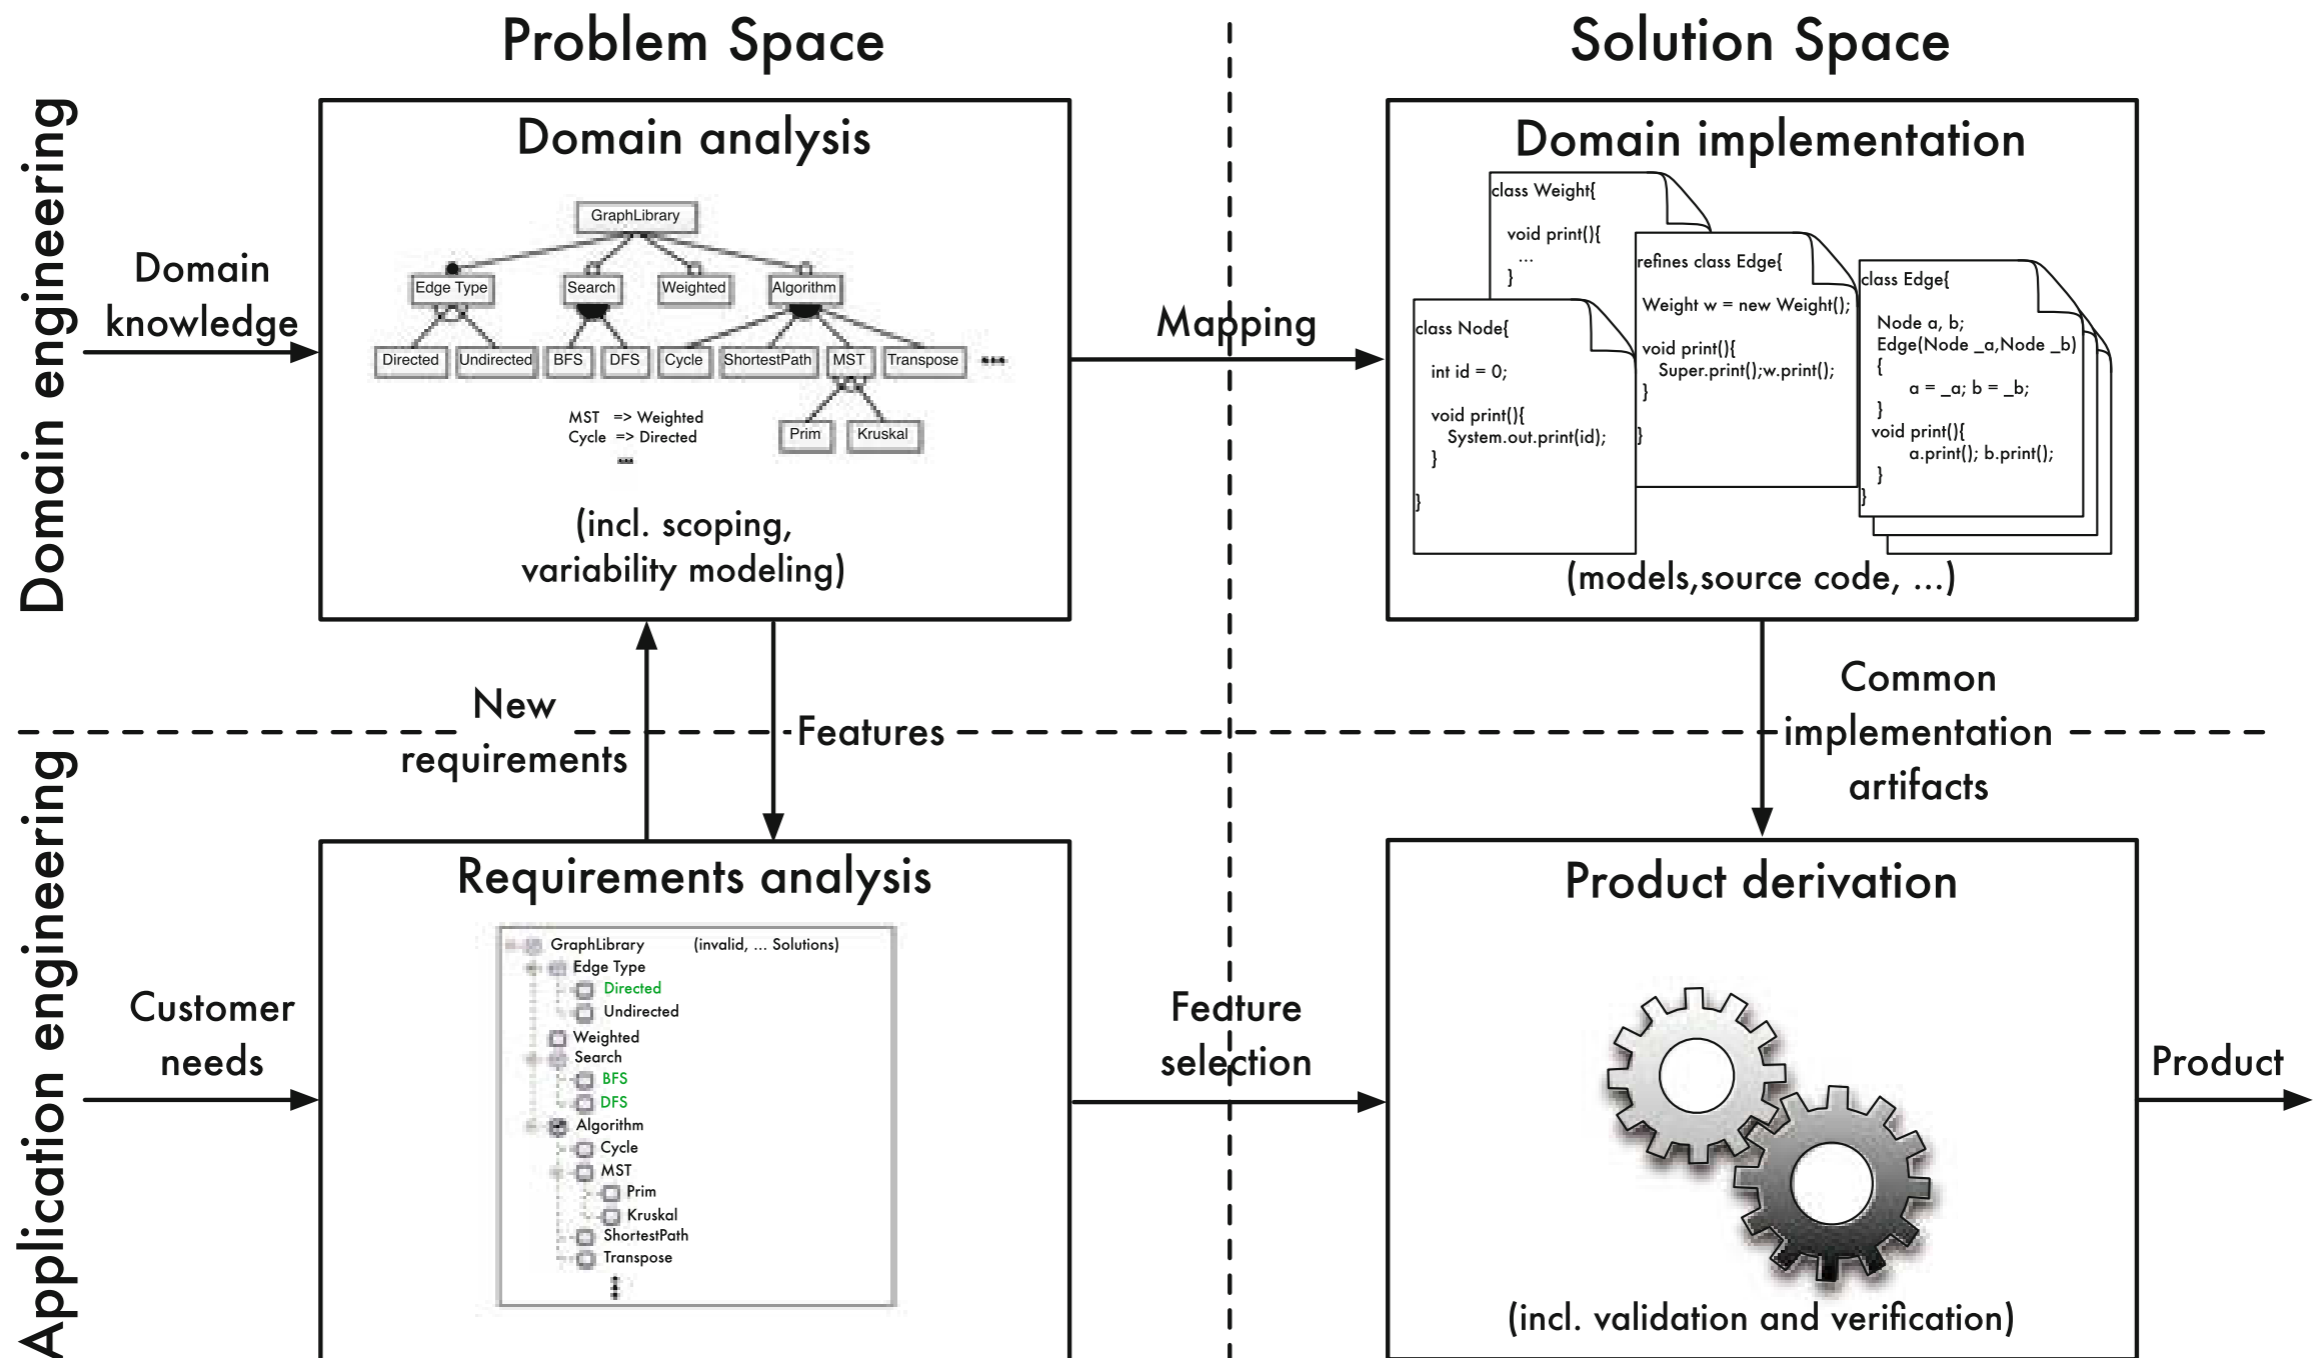 Problem Space
Solution Space
Domain engineering
Domain
knowledge
Domain analysis
GraphLibrary
Edge Type
Search
Weighted
Algorithm
Directed
Undirected
BFS
DFS
Cycle
ShortestPath
MST
Transpose
...
MST => Weighted
Cycle => Directed
...
Prim
Kruskal
(incl. scoping,
variability modeling)
Mapping
Domain implementation
class Weight{
void print(){
...
}
refines class Edge{
Weight w = new Weight();
void print(){
Super.print();w.print();
}
}
class Edge{
Node a, b;
Edge(Node _a,Node _b)
{
a = _a; b = _b;
}
void print(){
a.print(); b.print();
}
}
class Node{
int id = 0;
void print(){
System.out.print(id);
}
}
(models,source code, ...)
New
requirements
Features
Common
implementation
artifacts
Application engineering
Customer
needs
Requirements analysis
GraphLibrary (invalid, ... Solutions)
Edge Type
Directed
Undirected
Weighted
Search
BFS
DFS
Algorithm
Cycle
MST
Prim
Kruskal
ShortestPath
Transpose
Feature
selection
Product derivation
(incl. validation and verification)
Product